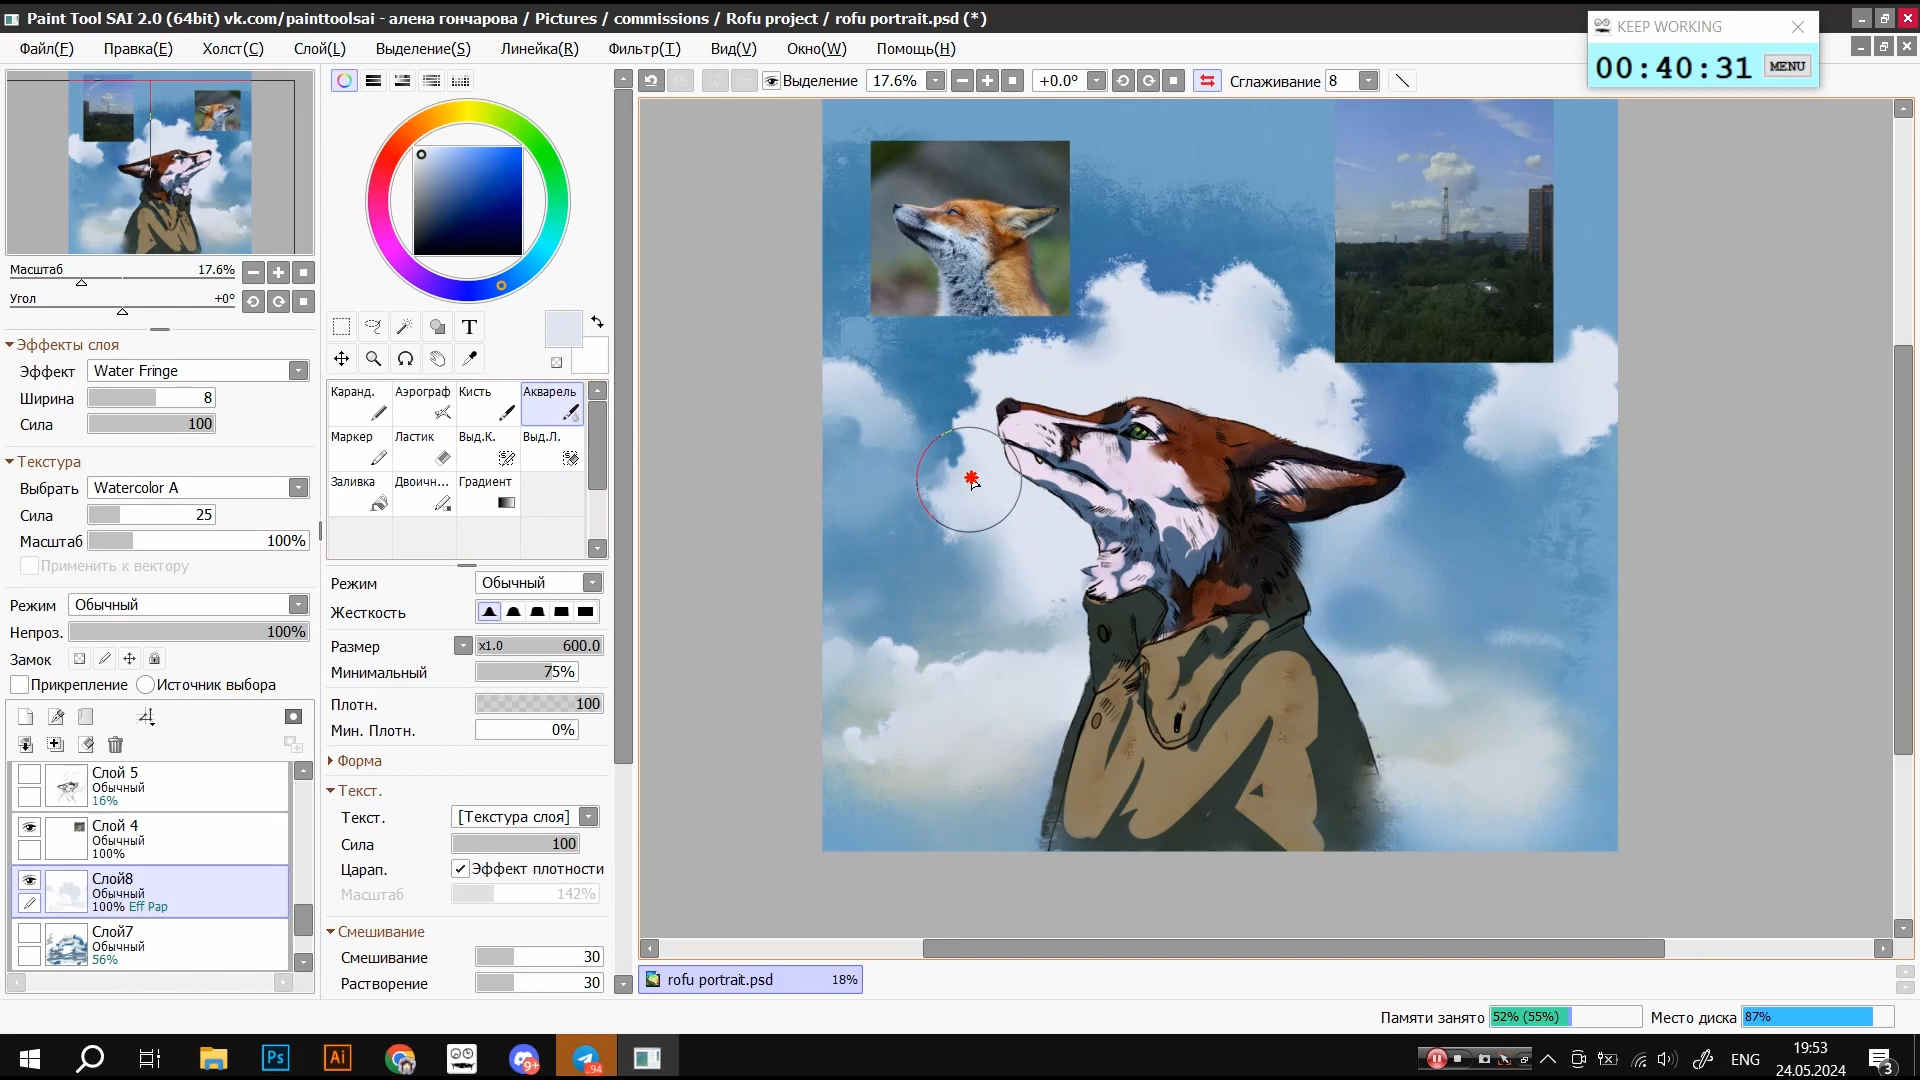 Paint Tool SAI 2.0 (64bit) vk.com/painttoolsai - алена гончарова / Pictures / commissions / Rofu project / rofu portrait.psd (*)
KEEP WORKING
00:40:31 MENU
Файл(F) Правка(E) Холст(C) Слой(L) Выделение(S) Линейка(R) Фильтр(T) Вид(V) Окно(W) Помощь(H)
Выделение 17.6% +0.0° Сглаживание 8
Масштаб 17.6%
Угол +0°
Эффекты слоя
Эффект Water Fringe
Ширина 8
Сила 100
Текстура
Выбрать Watercolor A
Сила 25
Масштаб 100%
Применить к вектору
Режим Обычный
Непроз. 100%
Замок
Прикрепление Источник выбора
Слой 5
Обычный
16%
Слой 4
Обычный
100%
Слой8
Обычный
100% Eff Pap
Слой7
Обычный
56%
T
Каранд. Аэрограф Кисть Акварель
Маркер Ластик Выд.К. Выд.Л.
Заливка Двоичн... Градиент
Режим Обычный
Жесткость
Размер x1.0 600.0
Минимальный 75%
Плотн. 100
Мин. Плотн. 0%
Форма
Текст.
Текст. [Текстура слоя]
Сила 100
Царап. Эффект плотности
Масштаб 142%
Смешивание
Смешивание 30
Растворение 30
rofu portrait.psd 18%
Памяти занято 52% (55%) Место диска 87%
Ps Ai 9+ 94
ENG 19:53
24.05.2024 3